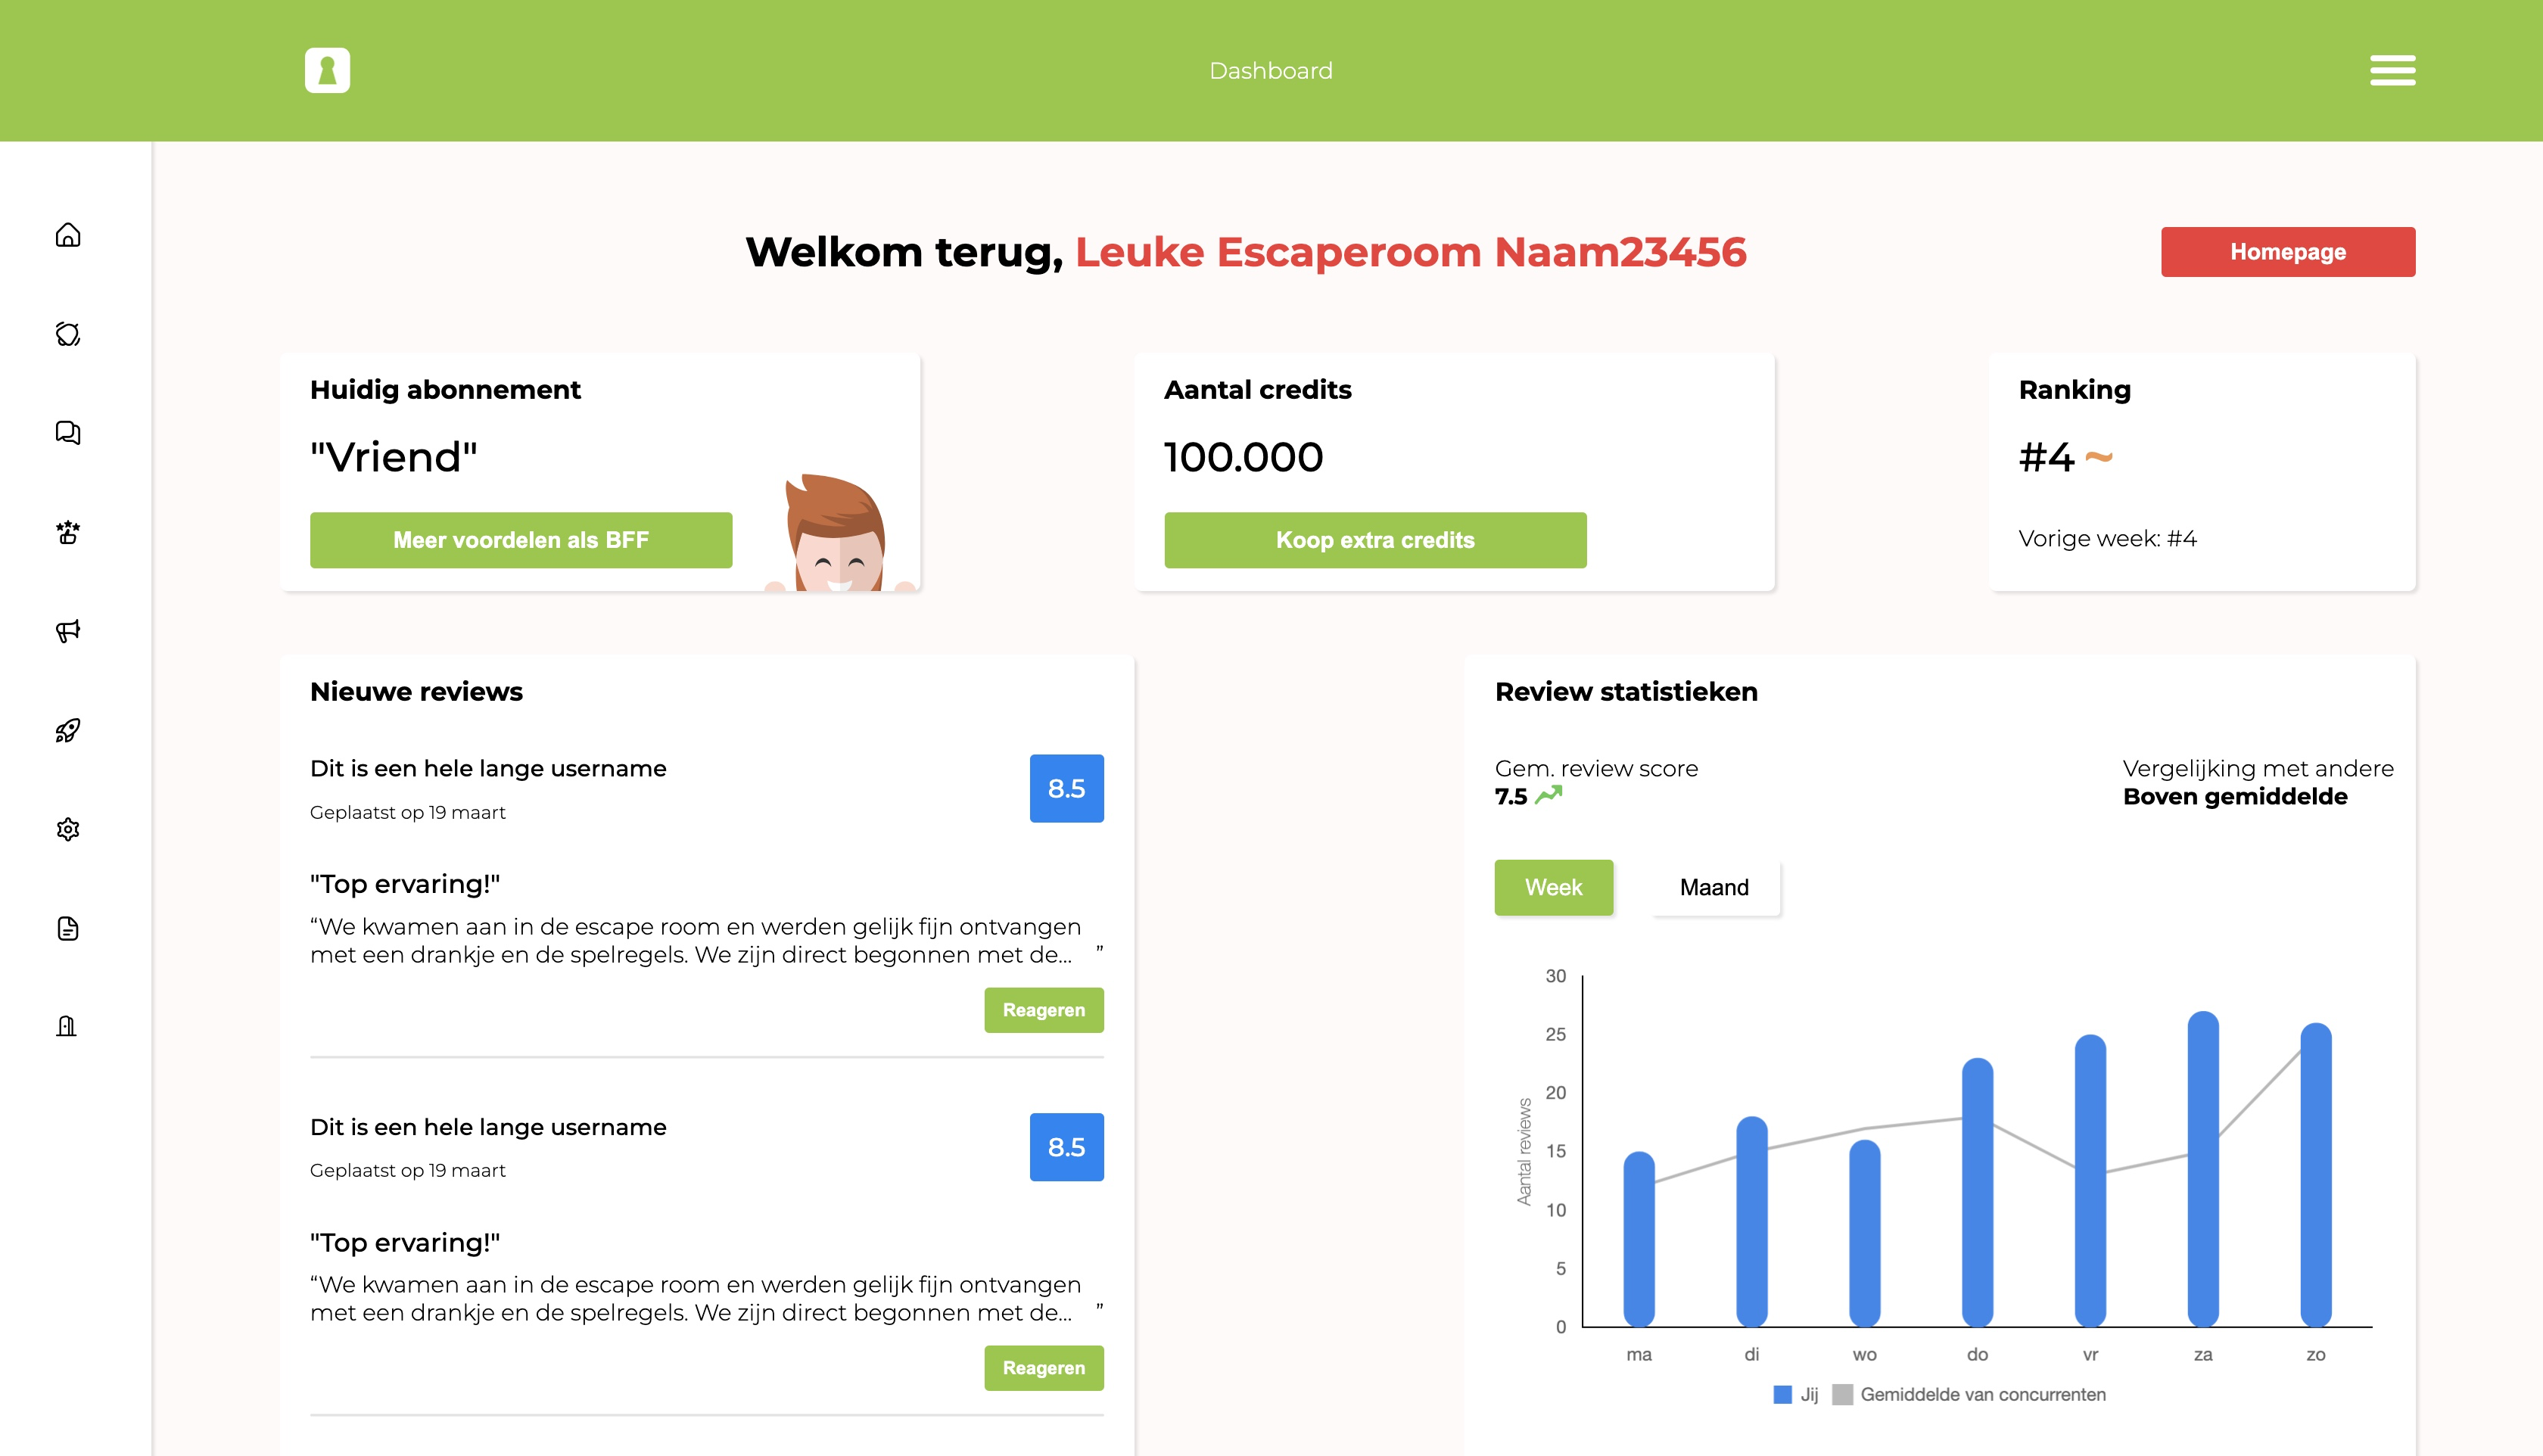 Dashboard
Welkom terug, Leuke Escaperoom Naam23456
Homepage
Huidig abonnement
"Vriend"
Meer voordelen als BFF
Aantal credits
100.000
Koop extra credits
Ranking
#4 ~
Vorige week: #4
Nieuwe reviews
Dit is een hele lange username
8.5
Geplaatst op 19 maart
"Top ervaring!"
“We kwamen aan in de escape room en werden gelijk fijn ontvangen
met een drankje en de spelregels. We zijn direct begonnen met de... ”
Reageren
Dit is een hele lange username
8.5
Geplaatst op 19 maart
"Top ervaring!"
“We kwamen aan in de escape room en werden gelijk fijn ontvangen
met een drankje en de spelregels. We zijn direct begonnen met de... ”
Reageren
Review statistieken
Gem. review score
7.5
Vergelijking met andere
Boven gemiddelde
Week
Maand
Aantal reviews
30
25
20
15
10
5
0
ma di wo do vr za zo
Jij Gemiddelde van concurrenten